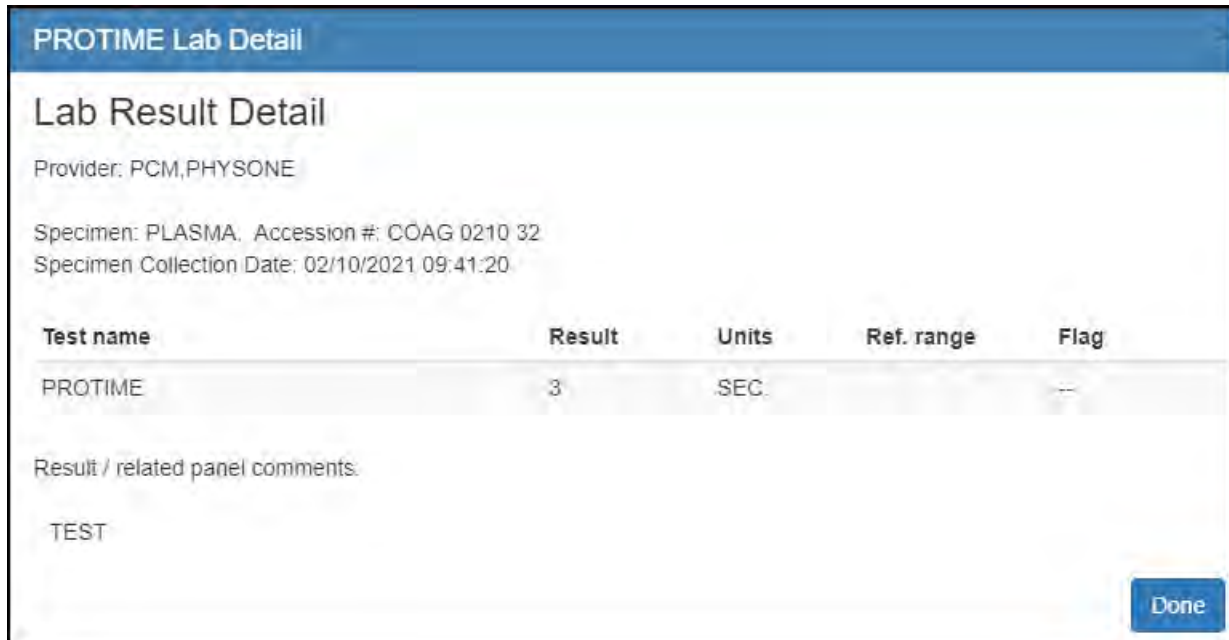 PROTIME Lab Detail
Lab Result Detail
Provider: PCM,PHYSONE
Specimen: PLASMA. Accession #: COAG 0210 32
Specimen Collection Date: 02/10/2021 09:41:20
Test name Result Units Ref. range Flag
PROTIME 3 SEC. --
Result / related panel comments.
TEST
Done